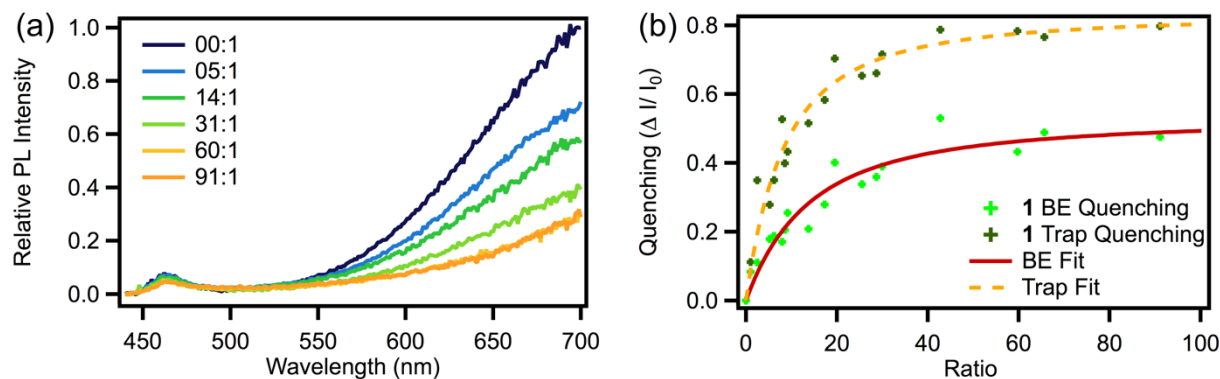 (a)
1.0
0.8
0.6
0.4
0.2
0.0
Relative PL Intensity
00:1
05:1
14:1
31:1
60:1
91:1
450 500 550 600 650 700
Wavelength (nm)
(b)
0.8
0.6
0.4
0.2
0.0
Quenching (Δ I/ I₀)
1 BE Quenching
1 Trap Quenching
BE Fit
Trap Fit
0 20 40 60 80 100
Ratio